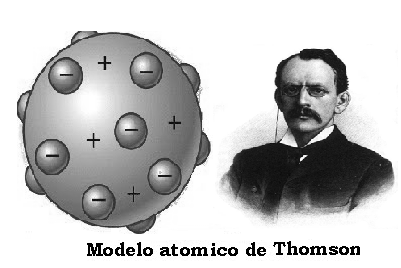 − + −
+ − +
− −
− +
Modelo atomico de Thomson